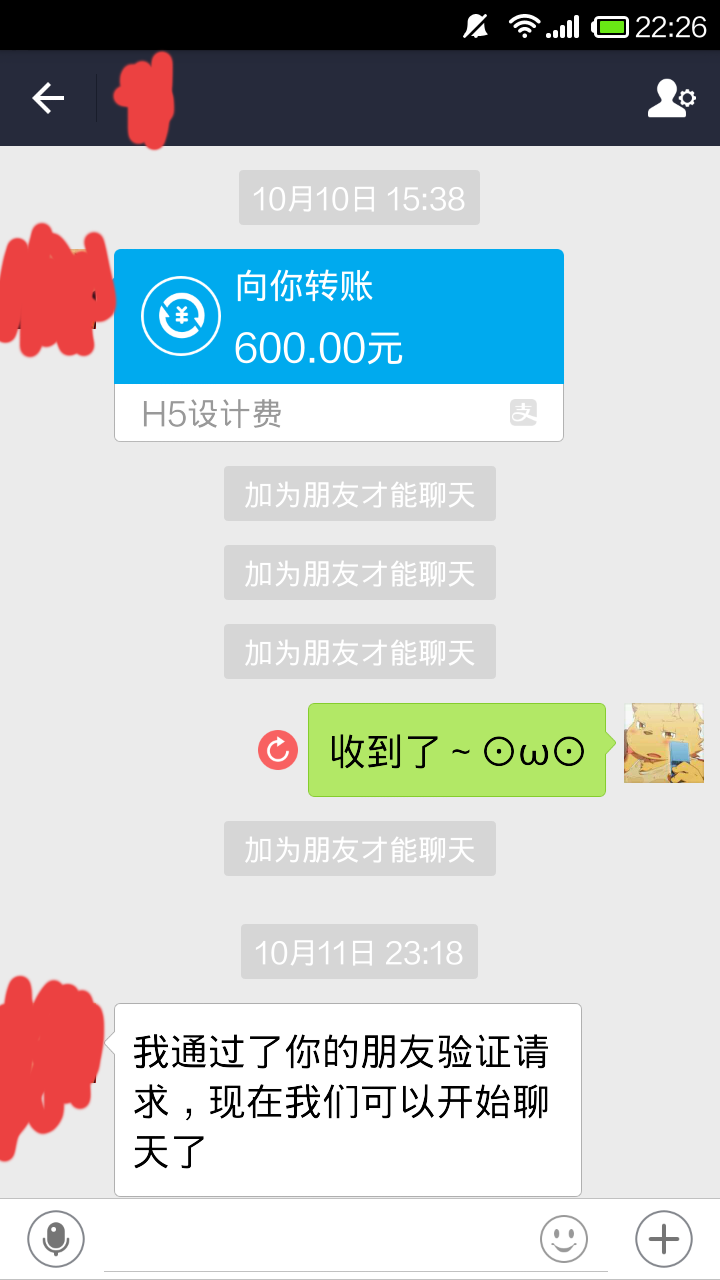 22:26
10月10日 15:38
向你转账
600.00元
H5设计费
支
加为朋友才能聊天
加为朋友才能聊天
加为朋友才能聊天
收到了~⊙ω⊙
加为朋友才能聊天
10月11日 23:18
我通过了你的朋友验证请
求，现在我们可以开始聊
天了